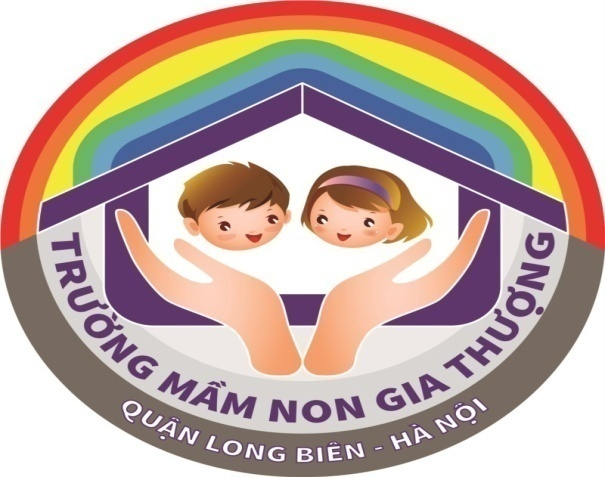 TRƯỜNG MẦM NON GIA THƯỢNG
QUẬN LONG BIÊN - HÀ NỘI